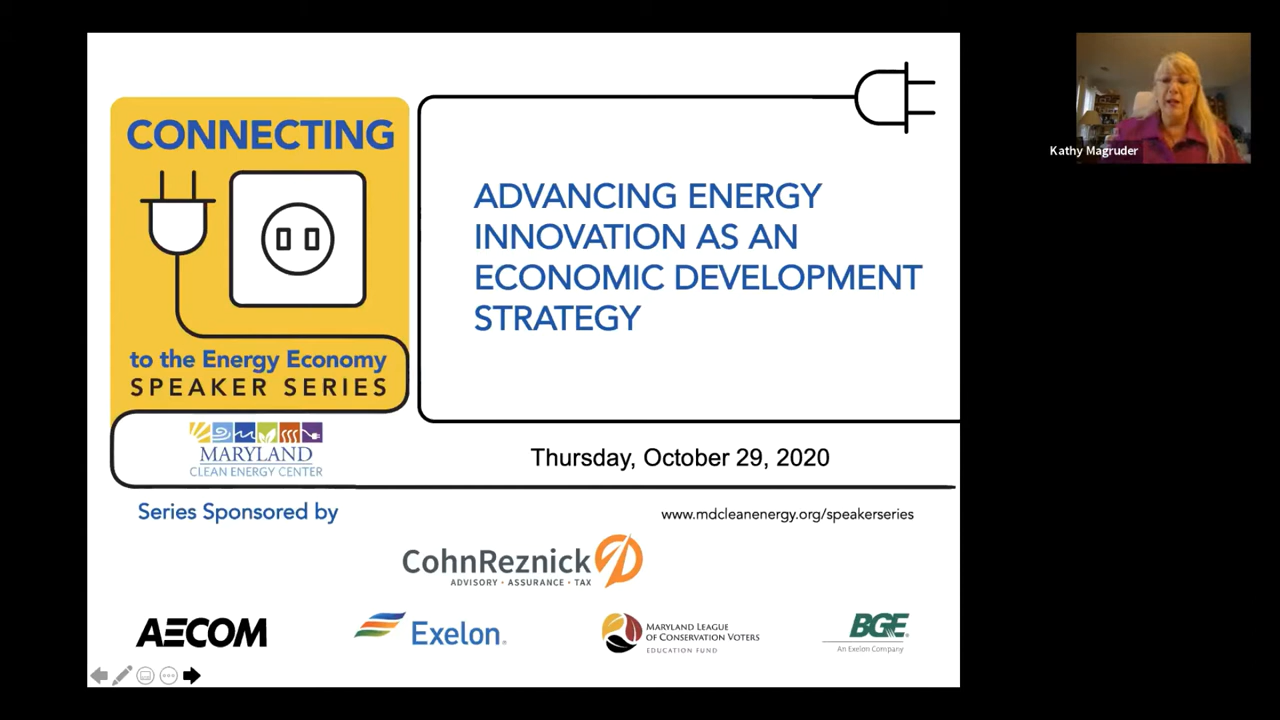 CONNECTING
to the Energy Economy
SPEAKER SERIES
MARYLAND
CLEAN ENERGY CENTER
ADVANCING ENERGY
INNOVATION AS AN
ECONOMIC DEVELOPMENT
STRATEGY
Thursday, October 29, 2020
Series Sponsored by
www.mdcleanenergy.org/speakerseries
CohnReznick
ADVISORY • ASSURANCE • TAX
AECOM
Exelon®
MARYLAND LEAGUE
OF CONSERVATION VOTERS
EDUCATION FUND
BGE®
An Exelon Company
Kathy Magruder